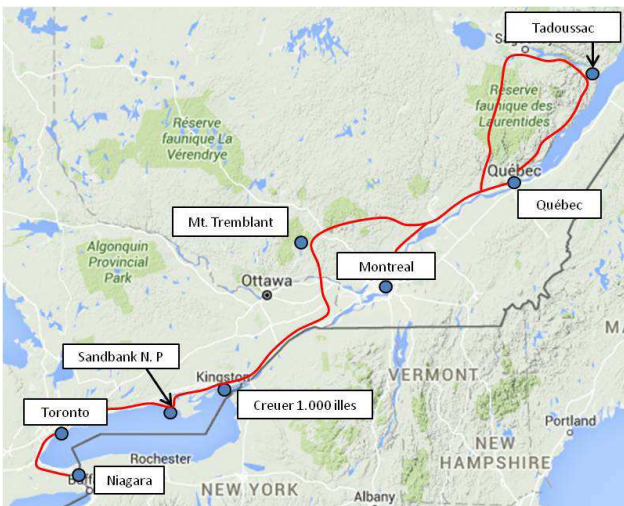 Tadoussac
Réserve
faunique des
Laurentides
Réserve
faunique La
Vérendrye
Québec
Québec
Mt. Tremblant
Algonquin
Provincial
Park
Montreal
Ottawa
Sandbank N. P
Kingston
VERMONT
Creuer 1.000 illes
Toronto
Portland
NEW
HAMPSHIRE
Rochester
Niagara
NEW YORK
Albany